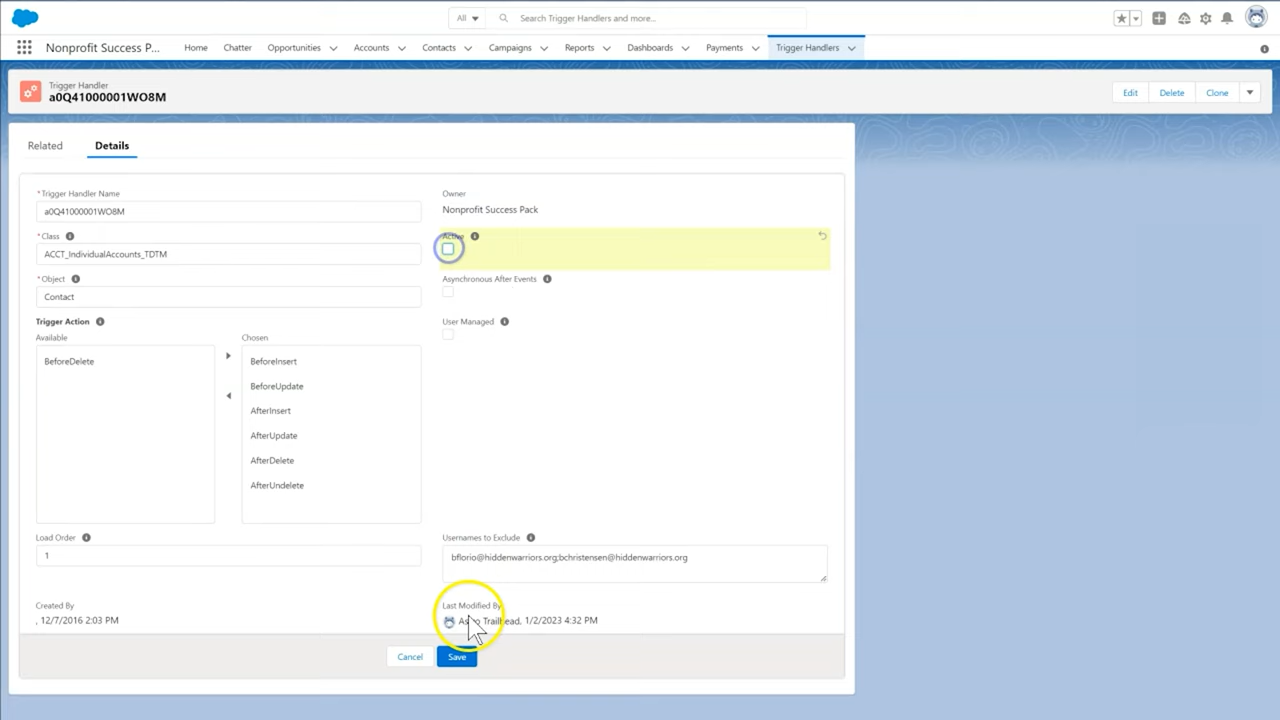 All
Search Trigger Handlers and more...
Nonprofit Success P...
Home
Chatter
Opportunities
Accounts
Contacts
Campaigns
Reports
Dashboards
Payments
Trigger Handlers
Trigger Handler
a0Q41000001WO8M
Edit
Delete
Clone
Related
Details
*Trigger Handler Name
a0Q41000001WO8M
Owner
Nonprofit Success Pack
*Class
ACCT_IndividualAccounts_TDTM
Active
*Object
Contact
Asynchronous After Events
Trigger Action
User Managed
Available
BeforeDelete
Chosen
BeforeInsert
BeforeUpdate
AfterInsert
AfterUpdate
AfterDelete
AfterUndelete
Load Order
1
Usernames to Exclude
bflorio@hiddenwarriors.org;bchristensen@hiddenwarriors.org
Created By
, 12/7/2016 2:03 PM
Last Modified By
Trailhead, 1/2/2023 4:32 PM
Cancel
Save